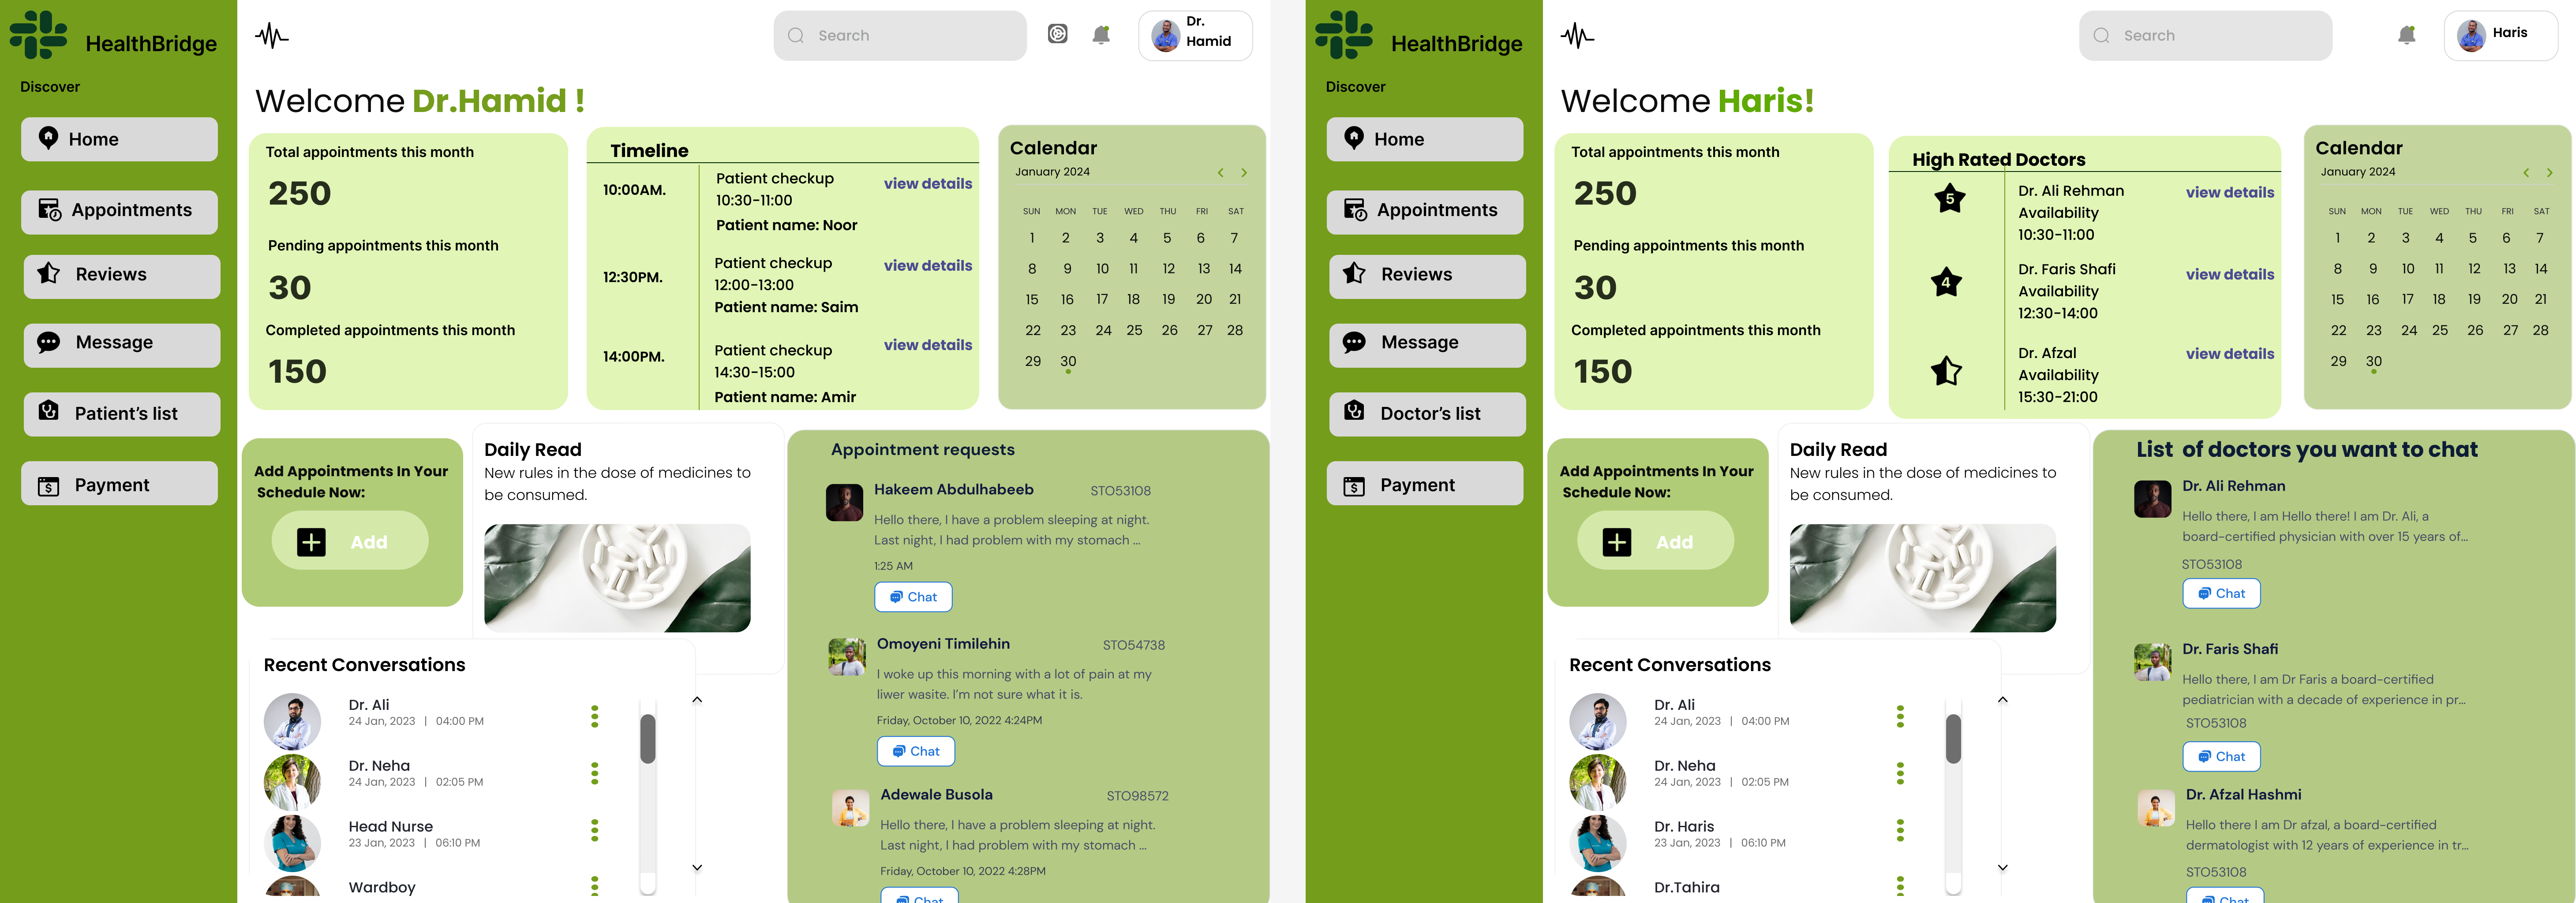 HealthBridge
Discover
Home
Appointments
Reviews
Message
Patient's list
Payment
Search
Dr.
Hamid
Welcome Dr.Hamid !
Total appointments this month
250
Pending appointments this month
30
Completed appointments this month
150
Timeline
10:00AM.
Patient checkup
10:30-11:00
Patient name: Noor
view details
12:30PM.
Patient checkup
12:00-13:00
Patient name: Saim
view details
14:00PM.
Patient checkup
14:30-15:00
Patient name: Amir
view details
Calendar
January 2024
SUN MON TUE WED THU FRI SAT
1 2 3 4 5 6 7
8 9 10 11 12 13 14
15 16 17 18 19 20 21
22 23 24 25 26 27 28
29 30
Add Appointments In Your
Schedule Now:
Add
Daily Read
New rules in the dose of medicines to
be consumed.
Recent Conversations
Dr. Ali
24 Jan, 2023 | 04:00 PM
Dr. Neha
24 Jan, 2023 | 02:05 PM
Head Nurse
23 Jan, 2023 | 06:10 PM
Wardboy
Appointment requests
Hakeem Abdulhabeeb STO53108
Hello there, I have a problem sleeping at night.
Last night, I had problem with my stomach ...
1:25 AM
Chat
Omoyeni Timilehin STO54738
I woke up this morning with a lot of pain at my
liwer wasite. I'm not sure what it is.
Friday, October 10, 2022 4:24PM
Chat
Adewale Busola STO98572
Hello there, I have a problem sleeping at night.
Last night, I had problem with my stomach ...
Friday, October 10, 2022 4:28PM
Chat
HealthBridge
Discover
Home
Appointments
Reviews
Message
Doctor's list
Payment
Search
Haris
Welcome Haris!
Total appointments this month
250
Pending appointments this month
30
Completed appointments this month
150
High Rated Doctors
5
Dr. Ali Rehman
Availability
10:30-11:00
view details
4
Dr. Faris Shafi
Availability
12:30-14:00
view details
Dr. Afzal
Availability
15:30-21:00
view details
Calendar
January 2024
SUN MON TUE WED THU FRI SAT
1 2 3 4 5 6 7
8 9 10 11 12 13 14
15 16 17 18 19 20 21
22 23 24 25 26 27 28
29 30
Add Appointments In Your
Schedule Now:
Add
Daily Read
New rules in the dose of medicines to
be consumed.
Recent Conversations
Dr. Ali
24 Jan, 2023 | 04:00 PM
Dr. Neha
24 Jan, 2023 | 02:05 PM
Dr. Haris
23 Jan, 2023 | 06:10 PM
Dr.Tahira
List of doctors you want to chat
Dr. Ali Rehman
Hello there, I am Hello there! I am Dr. Ali, a
board-certified physician with over 15 years of...
STO53108
Chat
Dr. Faris Shafi
Hello there, I am Dr Faris a board-certified
pediatrician with a decade of experience in pr...
STO53108
Chat
Dr. Afzal Hashmi
Hello there I am Dr afzal, a board-certified
dermatologist with 12 years of experience in tr...
STO53108
Chat